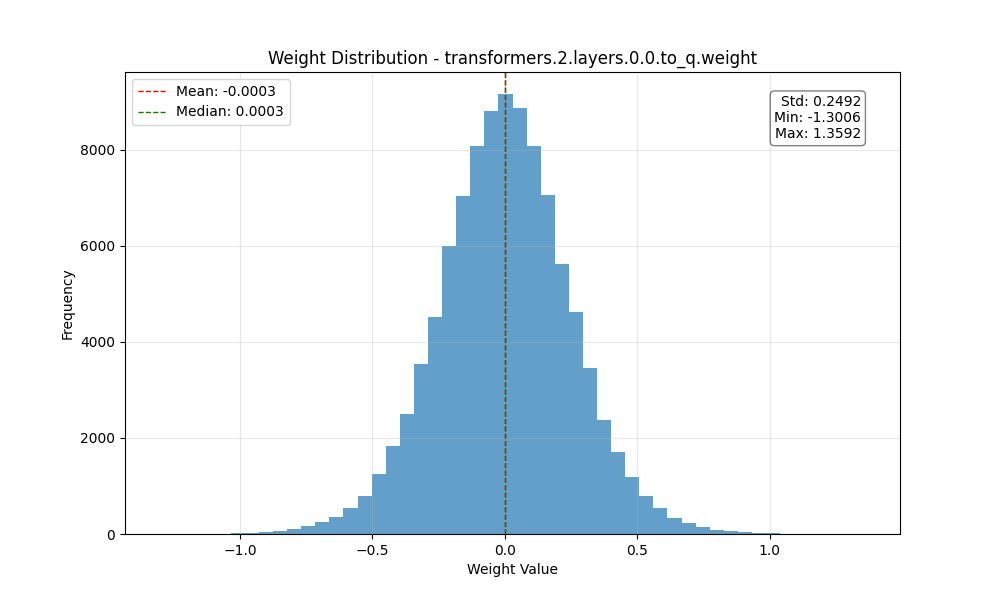 Weight Distribution - transformers.2.layers.0.0.to_q.weight
Mean: -0.0003
Median: 0.0003
Std: 0.2492
Min: -1.3006
Max: 1.3592
Frequency
8000
6000
4000
2000
0
−1.0
−0.5
0.0
0.5
1.0
Weight Value